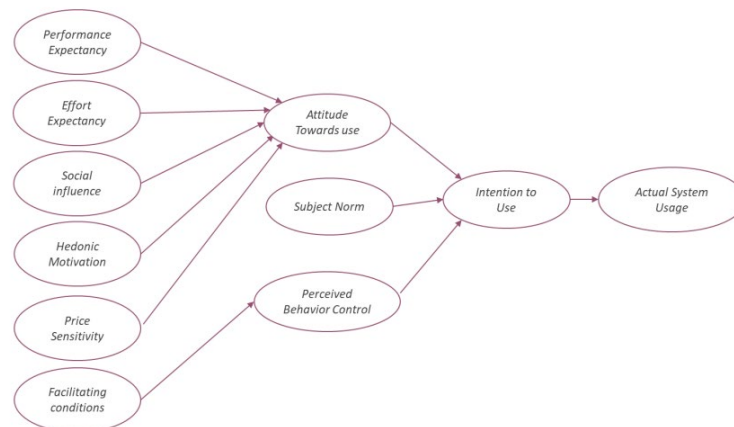 Performance
Expectancy
Effort
Expectancy
Social
influence
Hedonic
Motivation
Price
Sensitivity
Facilitating
conditions
Attitude
Towards use
Subject Norm
Perceived
Behavior Control
Intention to
Use
Actual System
Usage